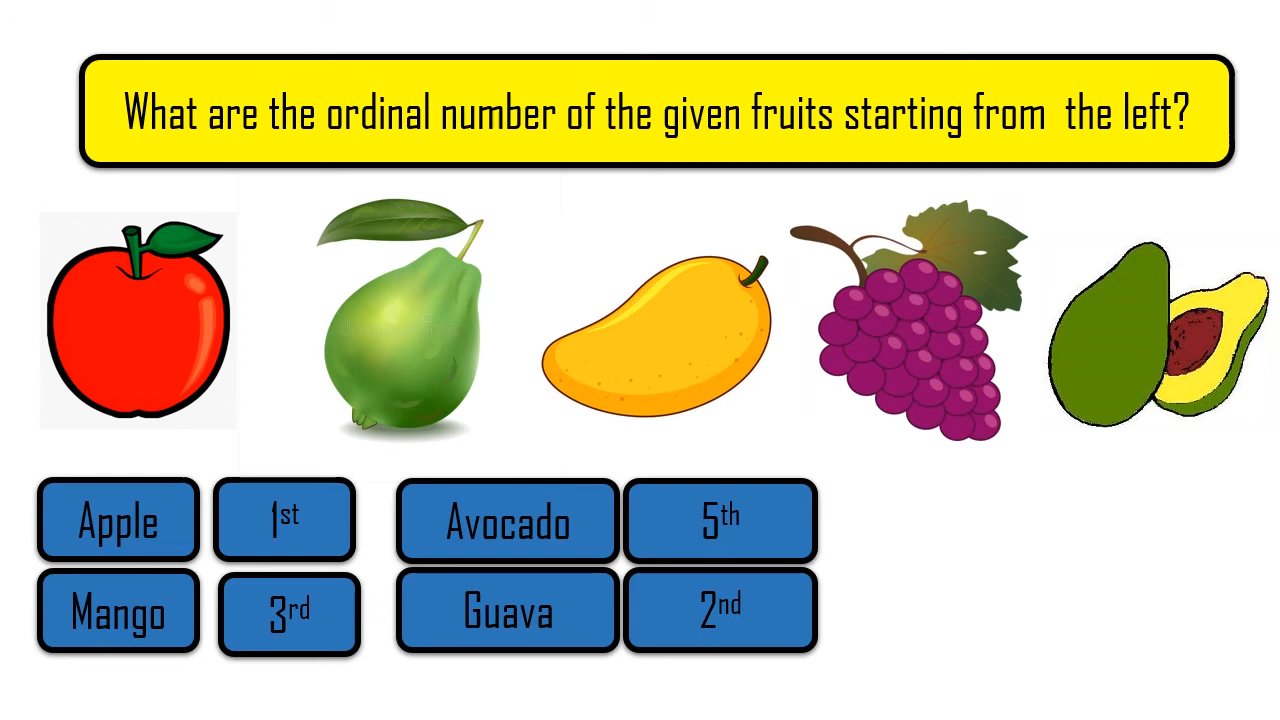 What are the ordinal number of the given fruits starting from  the left?
Apple 1st Avocado 5th
Mango 3rd Guava 2nd